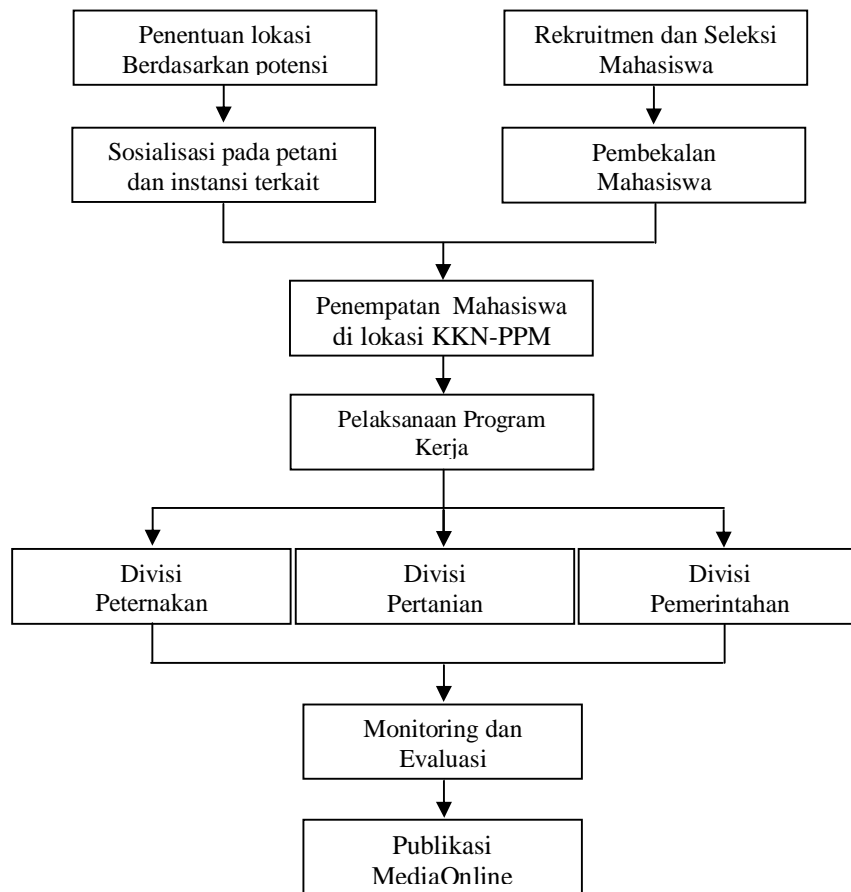 Penentuan lokasi
Berdasarkan potensi
Rekruitmen dan Seleksi
Mahasiswa
Sosialisasi pada petani
dan instansi terkait
Pembekalan
Mahasiswa
Penempatan Mahasiswa
di lokasi KKN-PPM
Pelaksanaan Program
Kerja
Divisi
Peternakan
Divisi
Pertanian
Divisi
Pemerintahan
Monitoring dan
Evaluasi
Publikasi
MediaOnline